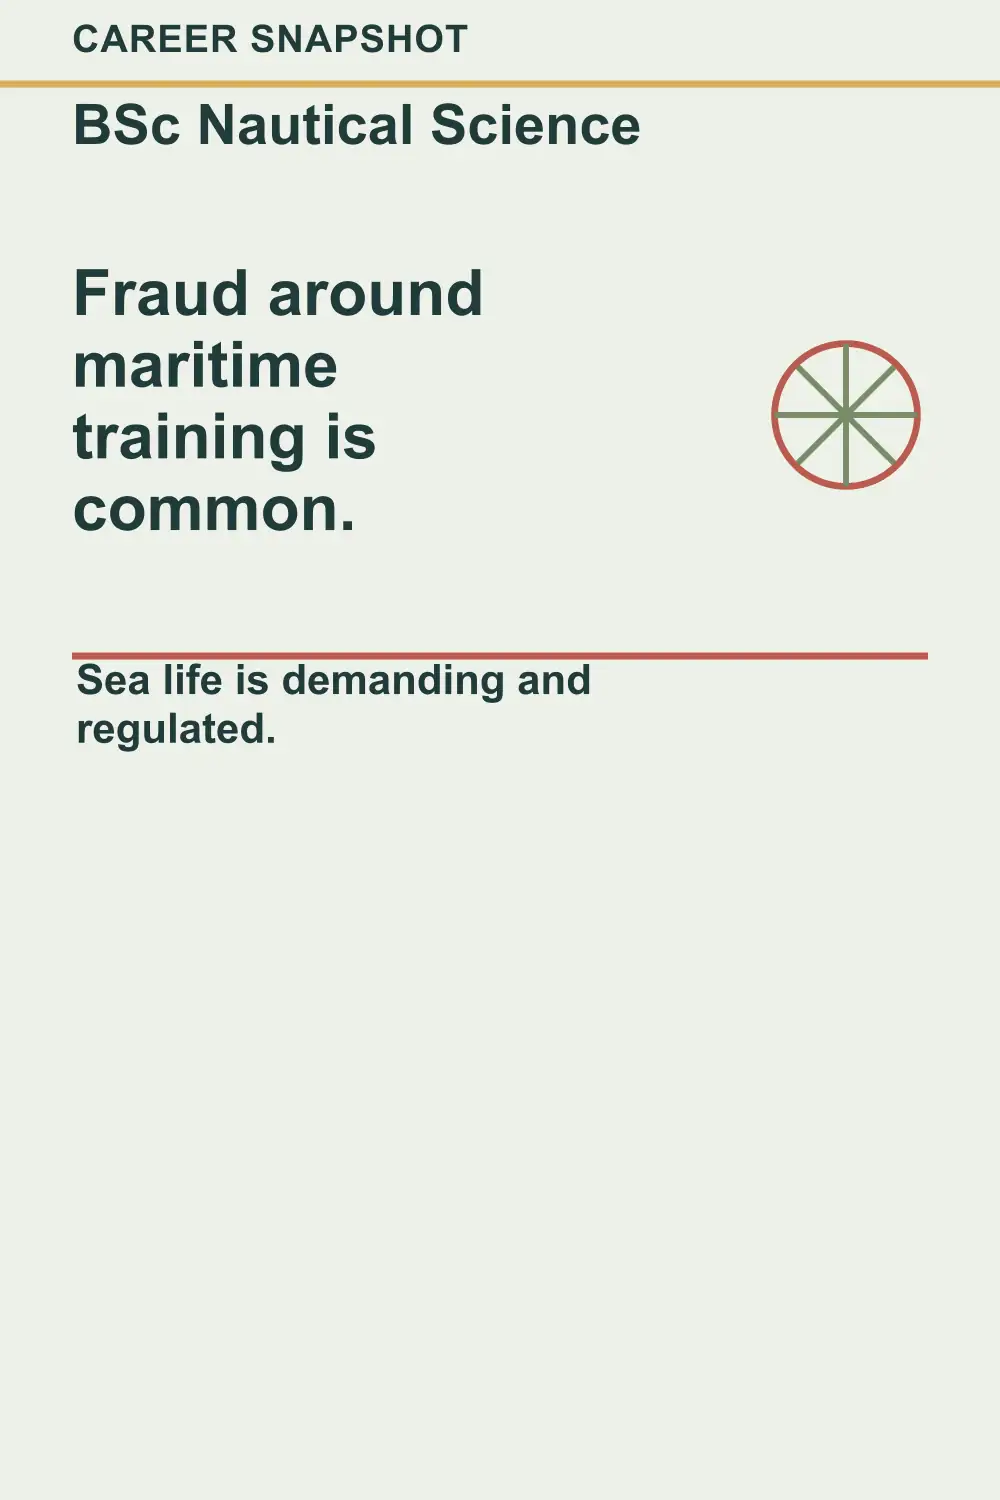 CAREER SNAPSHOT
BSc Nautical Science
Fraud around
maritime
training is
common.
Sea life is demanding and
regulated.